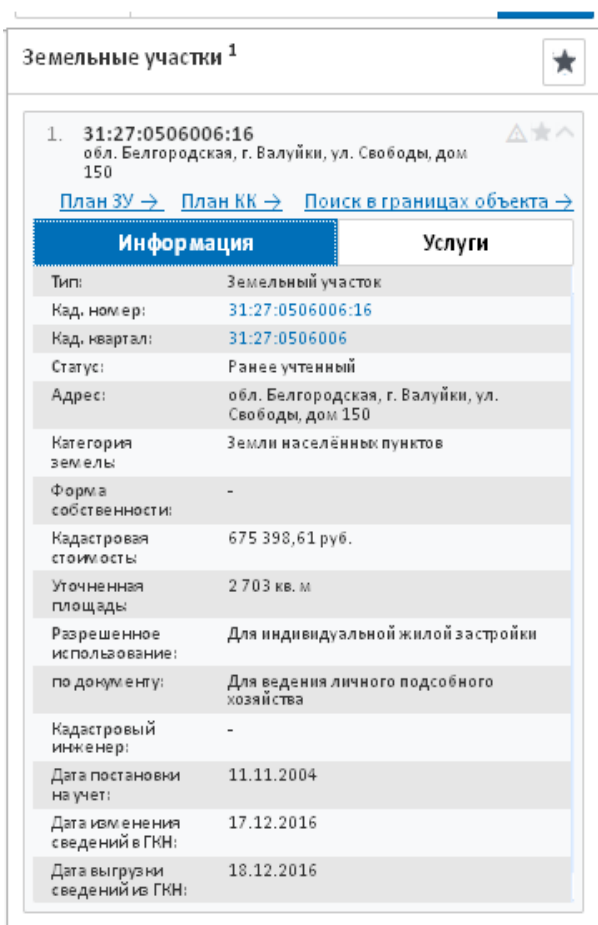 Земельные участки 1
1. 31:27:0506006:16
обл. Белгородская, г. Валуйки, ул. Свободы, дом
150
План ЗУ → План КК → Поиск в границах объекта →
Информация Услуги
Тип: Земельный участок
Кад. номер: 31:27:0506006:16
Кад. квартал: 31:27:0506006
Статус: Ранее учтенный
Адрес: обл. Белгородская, г. Валуйки, ул.
Свободы, дом 150
Категория Земли населённых пунктов
земель:
Форма -
собственности:
Кадастровая 675 398,61 руб.
стоимость:
Уточненная 2 703 кв. м
площадь:
Разрешенное Для индивидуальной жилой застройки
использование:
по документу: Для ведения личного подсобного
хозяйства
Кадастровый -
инженер:
Дата постановки 11.11.2004
на учет:
Дата изменения 17.12.2016
сведений в ГКН:
Дата выгрузки 18.12.2016
сведений из ГКН: